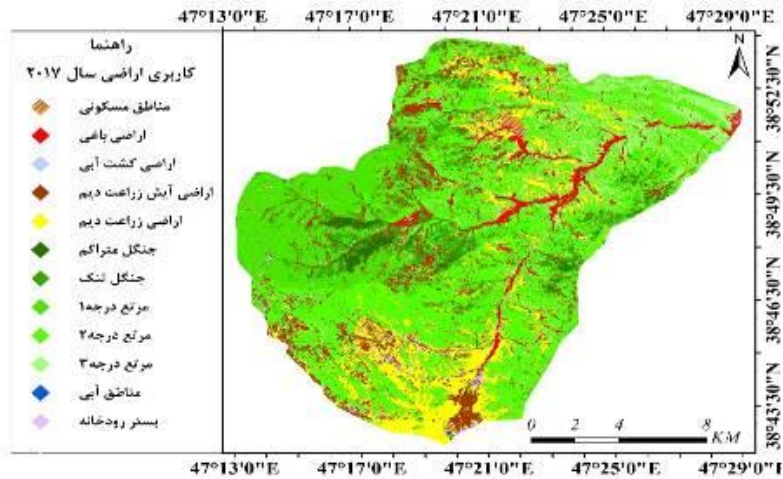 47°13'0"E 47°17'0"E 47°21'0"E 47°25'0"E 47°29'0"E
راهنما
کاربری اراضی سال ۲۰۱۷
مناطق مسکونی
اراضی باغی
اراضی کشت آبی
اراضی آیش زراعت دیم
اراضی زراعت دیم
جنگل متراکم
جنگل تنک
مرتع درجه۱
مرتع درجه۲
مرتع درجه۳
مناطق آبی
بستر رودخانه
N
38°52'30"N
38°49'30"N
38°46'30"N
38°43'30"N
0 2 4 8
KM
47°13'0"E 47°17'0"E 47°21'0"E 47°25'0"E 47°29'0"E